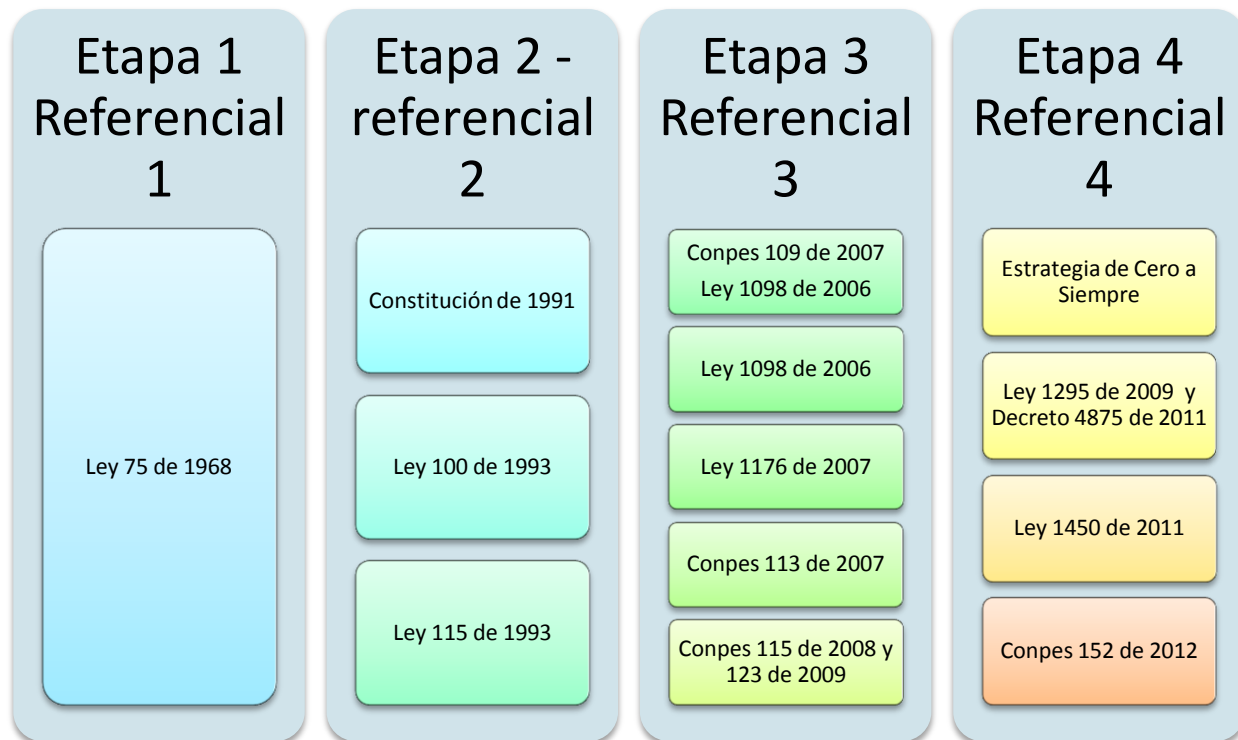 Etapa 1
Referencial
1
Ley 75 de 1968
Etapa 2 -
referencial
2
Constitución de 1991
Ley 100 de 1993
Ley 115 de 1993
Etapa 3
Referencial
3
Conpes 109 de 2007
Ley 1098 de 2006
Ley 1098 de 2006
Ley 1176 de 2007
Conpes 113 de 2007
Conpes 115 de 2008 y
123 de 2009
Etapa 4
Referencial
4
Estrategia de Cero a
Siempre
Ley 1295 de 2009 y
Decreto 4875 de 2011
Ley 1450 de 2011
Conpes 152 de 2012